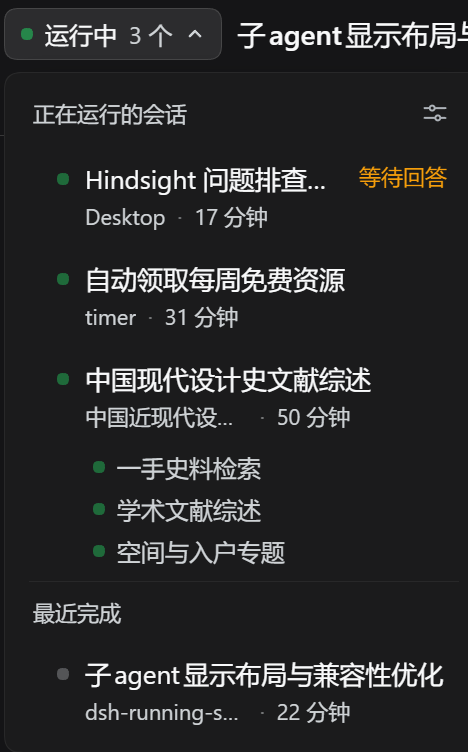 运行中 3 个 子agent显示布局与
正在运行的会话
Hindsight 问题排查... 等待回答
Desktop · 17 分钟
自动领取每周免费资源
timer · 31 分钟
中国现代设计史文献综述
中国近现代设... · 50 分钟
一手史料检索
学术文献综述
空间与入户专题
最近完成
子agent显示布局与兼容性优化
dsh-running-s... · 22 分钟